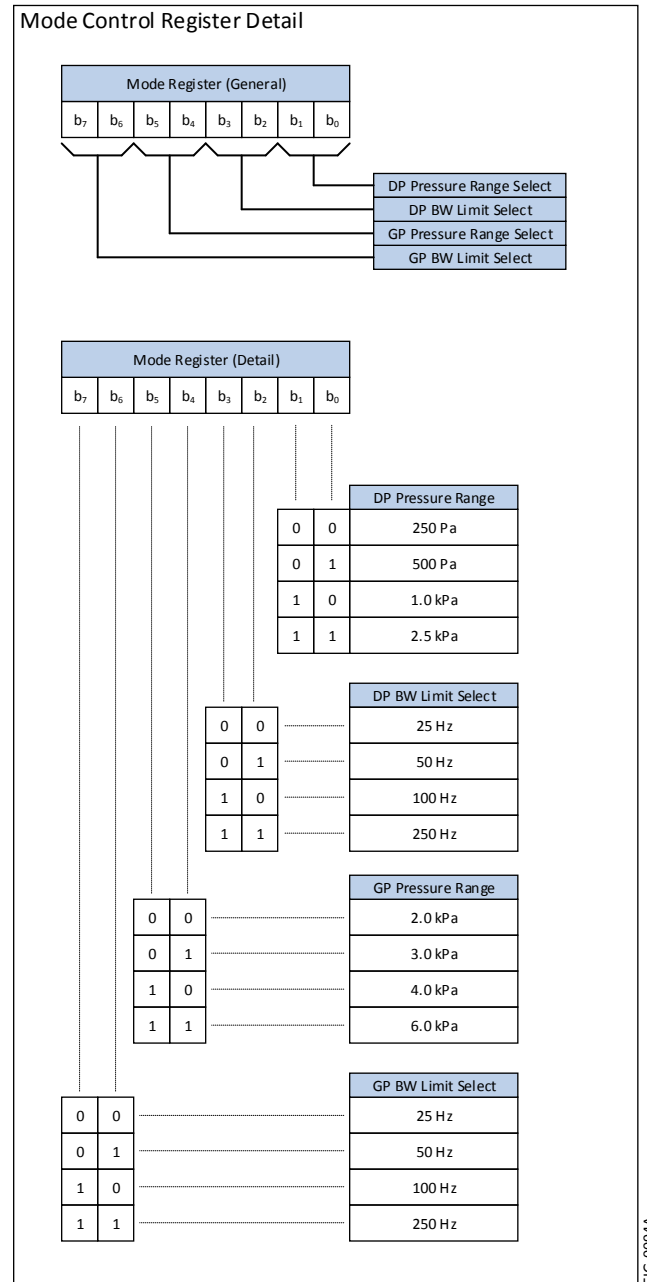 Mode Control Register Detail
Mode Register (General)
b₇ b₆ b₅ b₄ b₃ b₂ b₁ b₀
DP Pressure Range Select
DP BW Limit Select
GP Pressure Range Select
GP BW Limit Select
Mode Register (Detail)
b₇ b₆ b₅ b₄ b₃ b₂ b₁ b₀
DP Pressure Range
0 0 250 Pa
0 1 500 Pa
1 0 1.0 kPa
1 1 2.5 kPa
DP BW Limit Select
0 0 25 Hz
0 1 50 Hz
1 0 100 Hz
1 1 250 Hz
GP Pressure Range
0 0 2.0 kPa
0 1 3.0 kPa
1 0 4.0 kPa
1 1 6.0 kPa
GP BW Limit Select
0 0 25 Hz
0 1 50 Hz
1 0 100 Hz
1 1 250 Hz